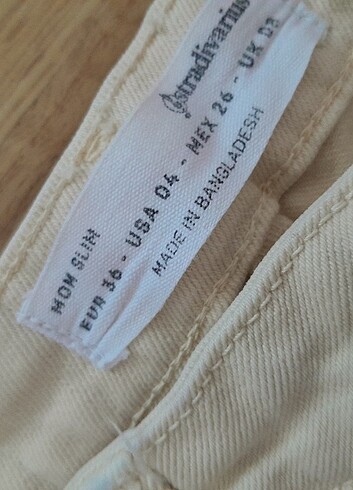 stradivarius
MOM SLIM
EUR 36 - USA 04 - MEX 26 - UK 08
MADE IN BANGLADESH